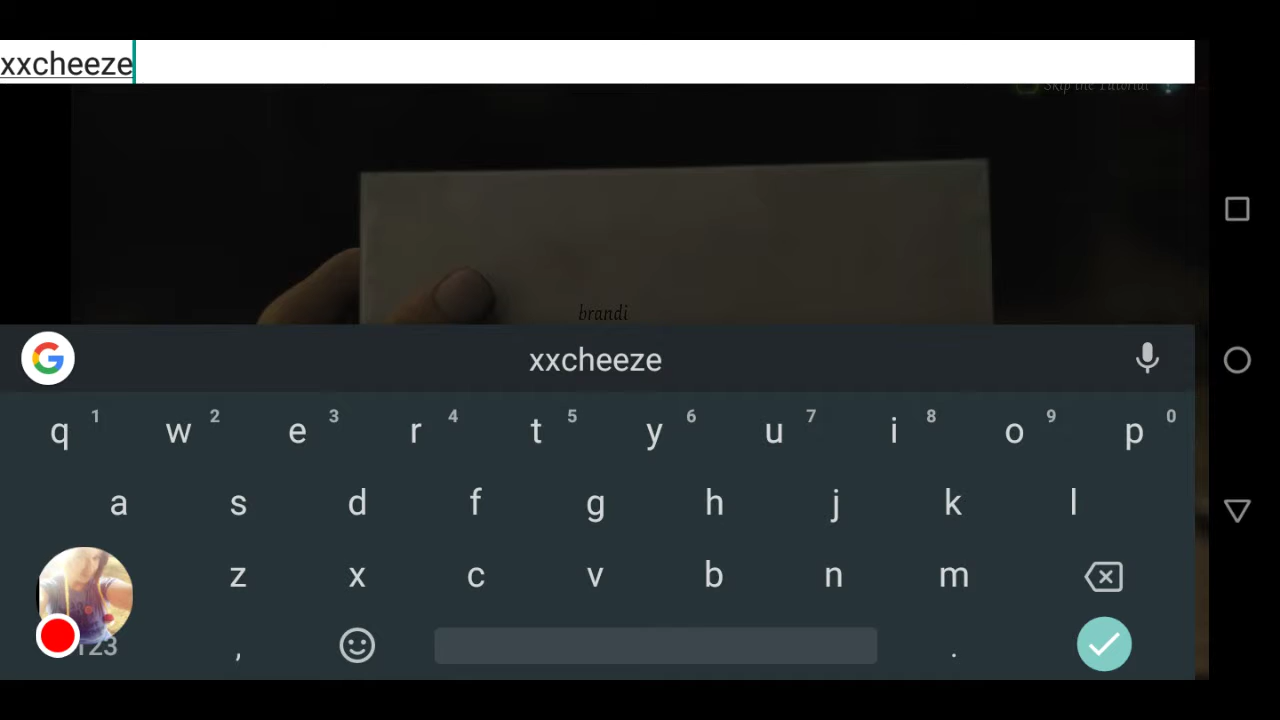 xxcheeze
Skip the Tutorial
brandi
xxcheeze
q 1 w 2 e 3 r 4 t 5 y 6 u 7 i 8 o 9 p 0
a s d f g h j k l
z x c v b n m
123 , .